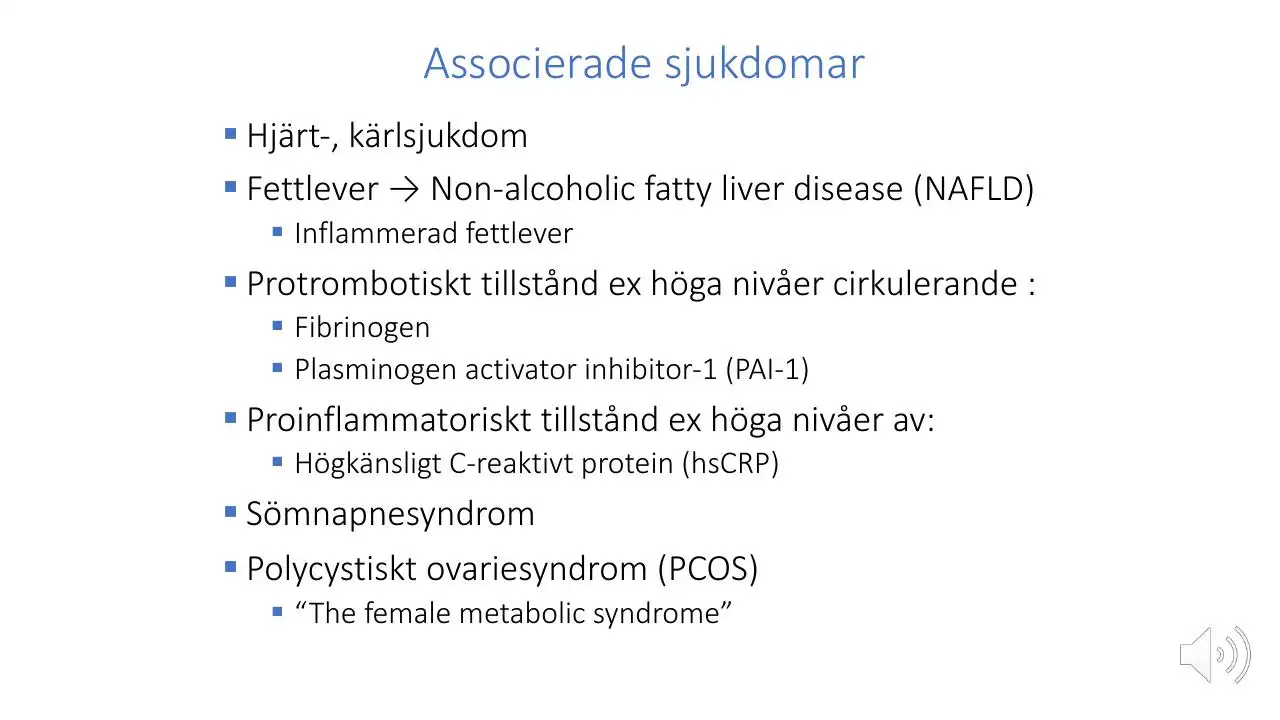 Associerade sjukdomar
Hjärt-, kärlsjukdom
Fettlever → Non-alcoholic fatty liver disease (NAFLD)
Inflammerad fettlever
Protrombotiskt tillstånd ex höga nivåer cirkulerande :
Fibrinogen
Plasminogen activator inhibitor-1 (PAI-1)
Proinflammatoriskt tillstånd ex höga nivåer av:
Högkänsligt C-reaktivt protein (hsCRP)
Sömnapnesyndrom
Polycystiskt ovariesyndrom (PCOS)
“The female metabolic syndrome”